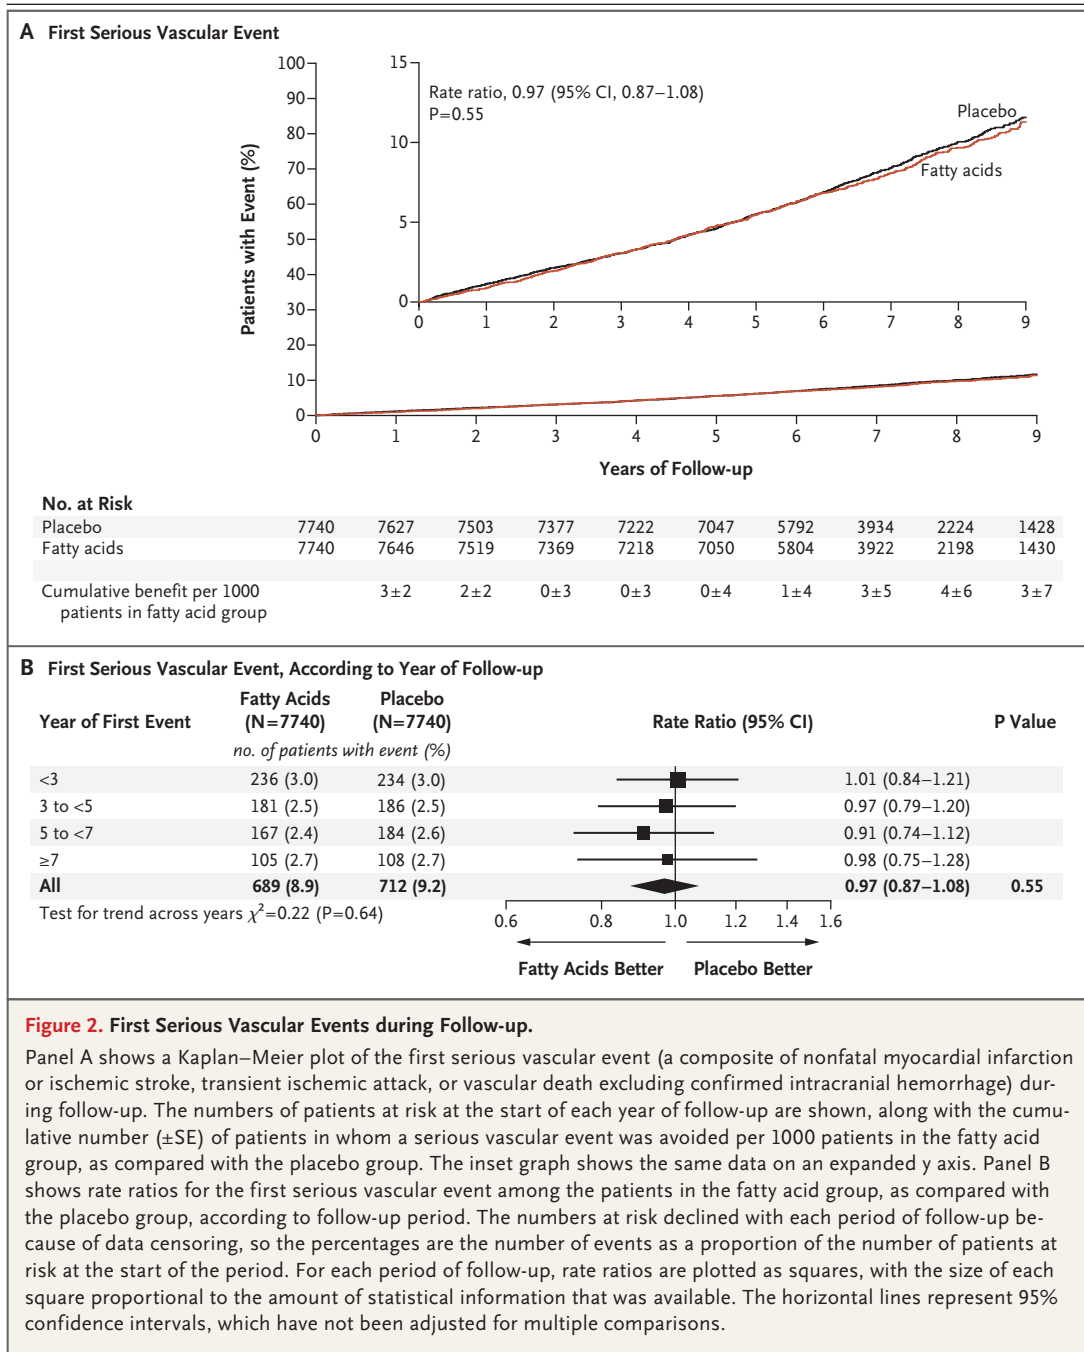 A First Serious Vascular Event
Patients with Event (%)
100
90
80
70
60
50
40
30
20
10
0
15
10
5
0
Rate ratio, 0.97 (95% CI, 0.87–1.08)
P=0.55
Placebo
Fatty acids
0 1 2 3 4 5 6 7 8 9
0 1 2 3 4 5 6 7 8 9
Years of Follow-up
No. at Risk
Placebo 7740 7627 7503 7377 7222 7047 5792 3934 2224 1428
Fatty acids 7740 7646 7519 7369 7218 7050 5804 3922 2198 1430
Cumulative benefit per 1000 3±2 2±2 0±3 0±3 0±4 1±4 3±5 4±6 3±7
patients in fatty acid group
B First Serious Vascular Event, According to Year of Follow-up
Year of First Event Fatty Acids (N=7740) Placebo (N=7740) Rate Ratio (95% CI) P Value
no. of patients with event (%)
<3 236 (3.0) 234 (3.0) 1.01 (0.84–1.21)
3 to <5 181 (2.5) 186 (2.5) 0.97 (0.79–1.20)
5 to <7 167 (2.4) 184 (2.6) 0.91 (0.74–1.12)
≥7 105 (2.7) 108 (2.7) 0.98 (0.75–1.28)
All 689 (8.9) 712 (9.2) 0.97 (0.87–1.08) 0.55
Test for trend across years χ²=0.22 (P=0.64)
0.6 0.8 1.0 1.2 1.4 1.6
Fatty Acids Better Placebo Better
Figure 2. First Serious Vascular Events during Follow-up.
Panel A shows a Kaplan–Meier plot of the first serious vascular event (a composite of nonfatal myocardial infarction
or ischemic stroke, transient ischemic attack, or vascular death excluding confirmed intracranial hemorrhage) dur-
ing follow-up. The numbers of patients at risk at the start of each year of follow-up are shown, along with the cumu-
lative number (±SE) of patients in whom a serious vascular event was avoided per 1000 patients in the fatty acid
group, as compared with the placebo group. The inset graph shows the same data on an expanded y axis. Panel B
shows rate ratios for the first serious vascular event among the patients in the fatty acid group, as compared with
the placebo group, according to follow-up period. The numbers at risk declined with each period of follow-up be-
cause of data censoring, so the percentages are the number of events as a proportion of the number of patients at
risk at the start of the period. For each period of follow-up, rate ratios are plotted as squares, with the size of each
square proportional to the amount of statistical information that was available. The horizontal lines represent 95%
confidence intervals, which have not been adjusted for multiple comparisons.